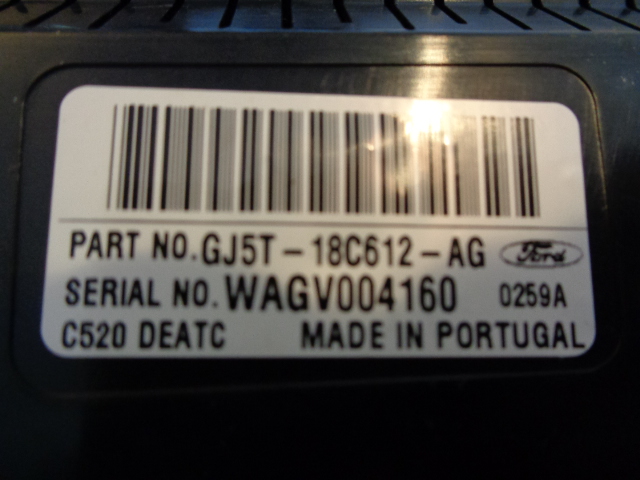 PART NO.GJ5T-18C612-AG Ford
SERIAL NO.WAGV004160 0259A
C520 DEATC MADE IN PORTUGAL